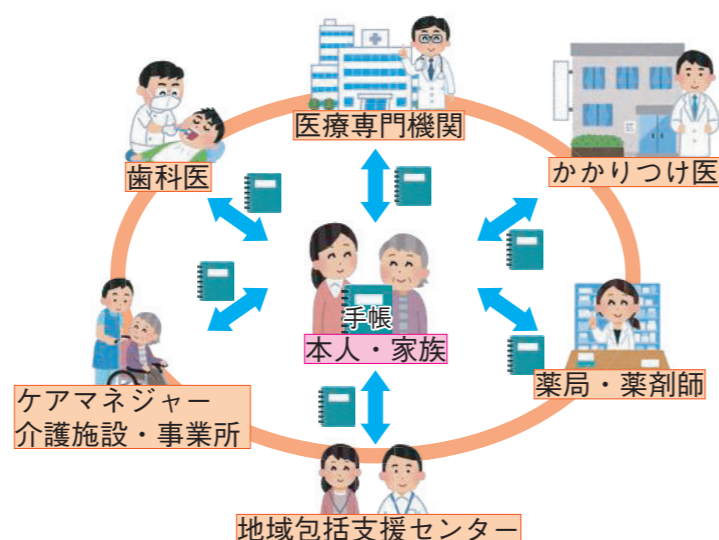 医療専門機関
歯科医
かかりつけ医
手帳
本人・家族
薬局・薬剤師
ケアマネジャー
介護施設・事業所
地域包括支援センター